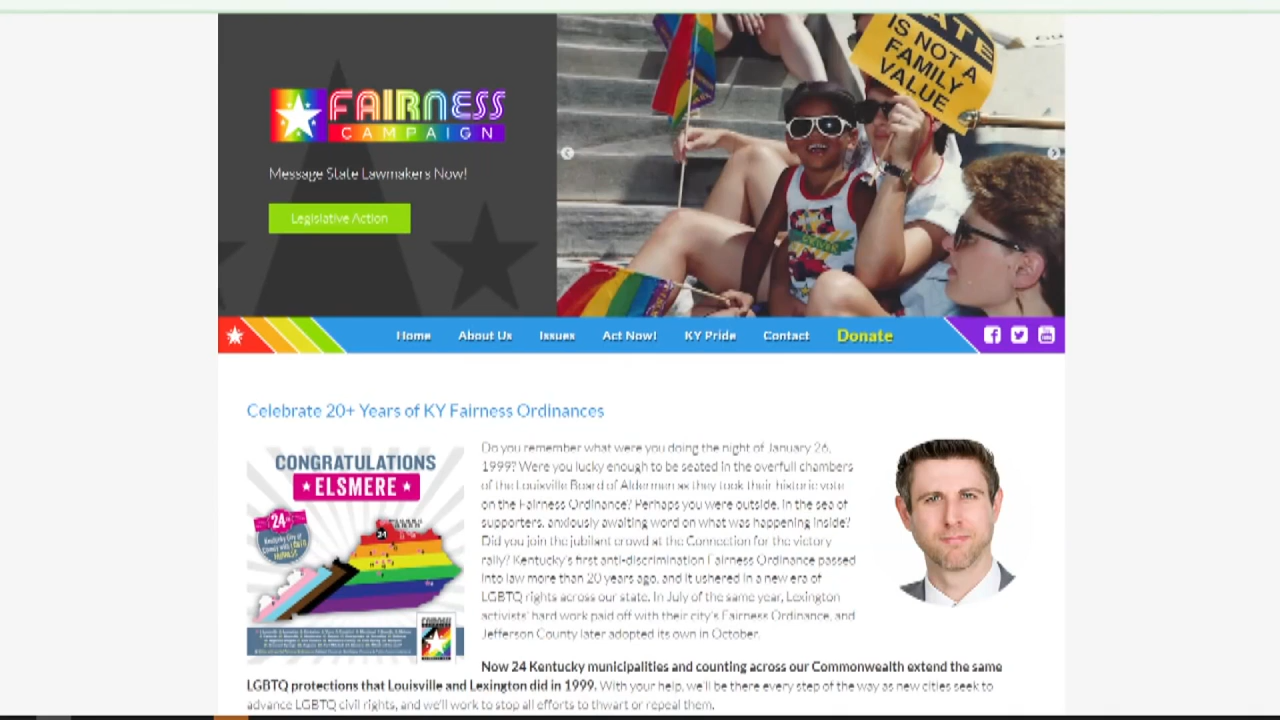 HATE
IS NOT A
FAMILY
VALUE
FAIRNESS
CAMPAIGN
Message State Lawmakers Now!
Legislative Action
Home About Us Issues Act Now! KY Pride Contact Donate
Celebrate 20+ Years of KY Fairness Ordinances
CONGRATULATIONS
ELSMERE
24th
Kentucky City or
County with LGBTQ
FAIRNESS
24
Do you remember what were you doing the night of January 26,
1999? Were you lucky enough to be seated in the overfull chambers
of the Louisville Board of Aldermen as they took their historic vote
on the Fairness Ordinance? Perhaps you were outside, in the sea of
supporters, anxiously awaiting word on what was happening inside?
Did you join the jubilant crowd at the Connection for the victory
rally? Kentucky's first anti-discrimination Fairness Ordinance passed
into law more than 20 years ago, and it ushered in a new era of
LGBTQ rights across our state. In July of the same year, Lexington
activists' hard work paid off with their city's Fairness Ordinance, and
Jefferson County later adopted its own in October.
Now 24 Kentucky municipalities and counting across our Commonwealth extend the same
LGBTQ protections that Louisville and Lexington did in 1999. With your help, we'll be there every step of the way as new cities seek to
advance LGBTQ civil rights, and we'll work to stop all efforts to thwart or repeal them.